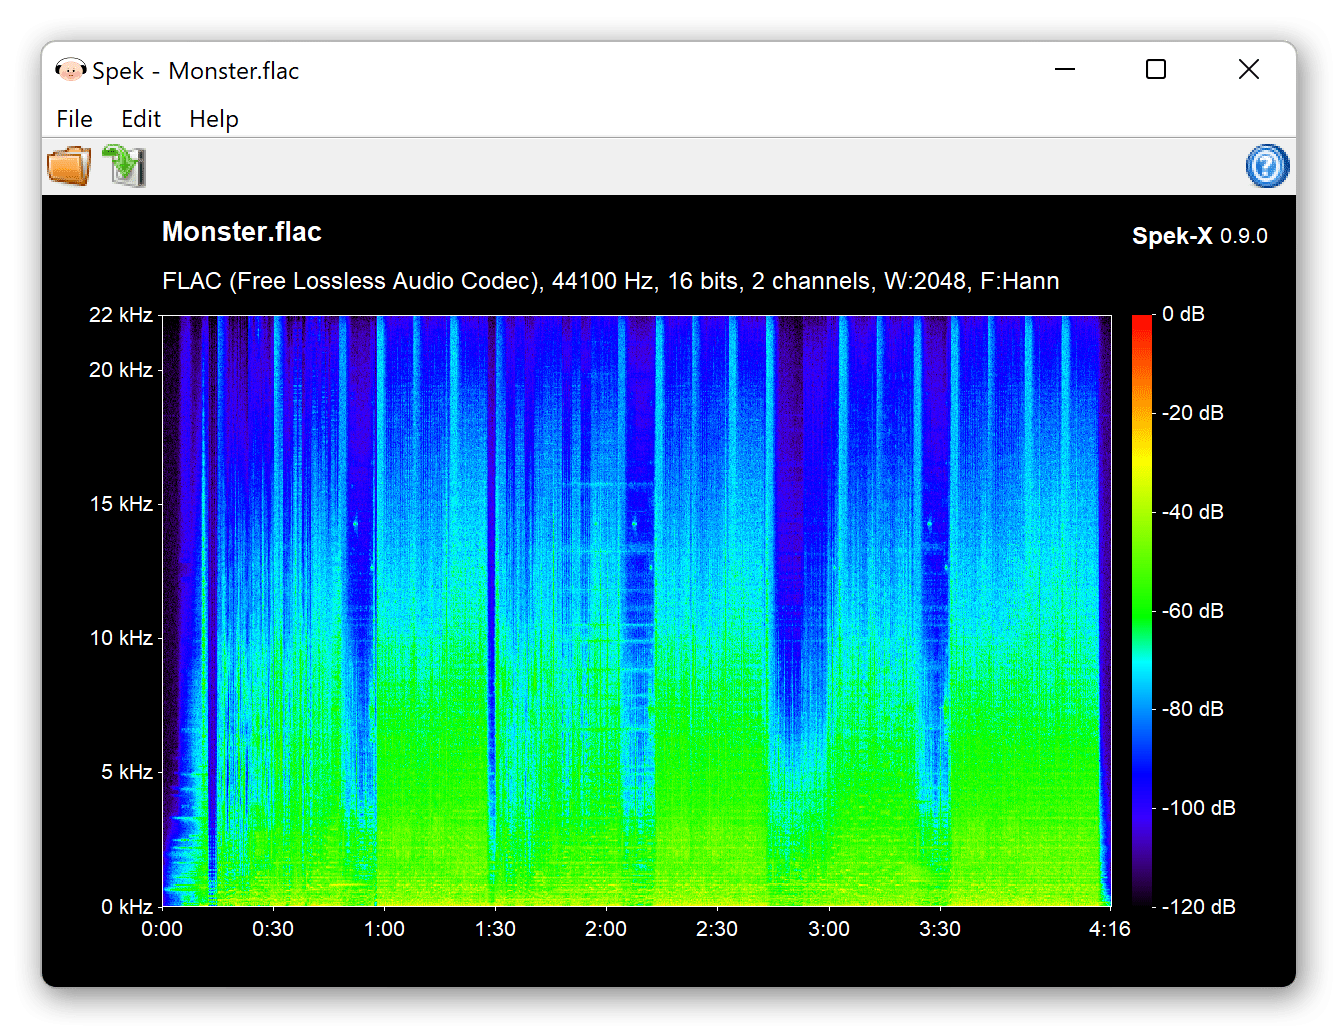 Spek - Monster.flac
File Edit Help
Monster.flac
Spek-X 0.9.0
FLAC (Free Lossless Audio Codec), 44100 Hz, 16 bits, 2 channels, W:2048, F:Hann
22 kHz
20 kHz
15 kHz
10 kHz
5 kHz
0 kHz
0:00 0:30 1:00 1:30 2:00 2:30 3:00 3:30 4:16
0 dB
-20 dB
-40 dB
-60 dB
-80 dB
-100 dB
-120 dB